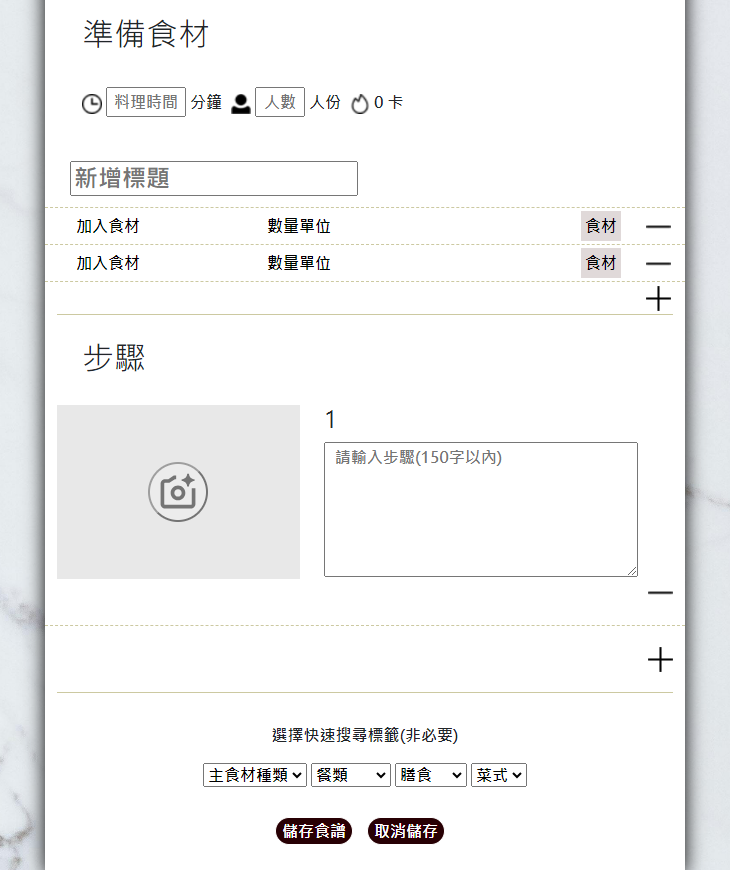 準備食材
料理時間 分鐘 人數 人份 0 卡
新增標題
加入食材 數量單位 食材
加入食材 數量單位 食材
步驟
1
請輸入步驟(150字以內)
選擇快速搜尋標籤(非必要)
主食材種類 餐類 膳食 菜式
儲存食譜 取消儲存